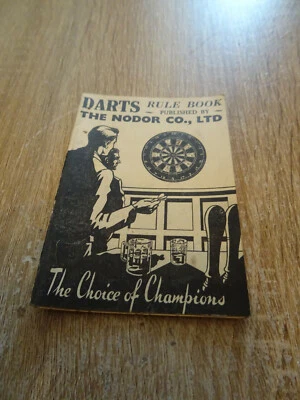 DARTS RULE BOOK
— PUBLISHED BY —
THE NODOR CO., LTD
The Choice of Champions